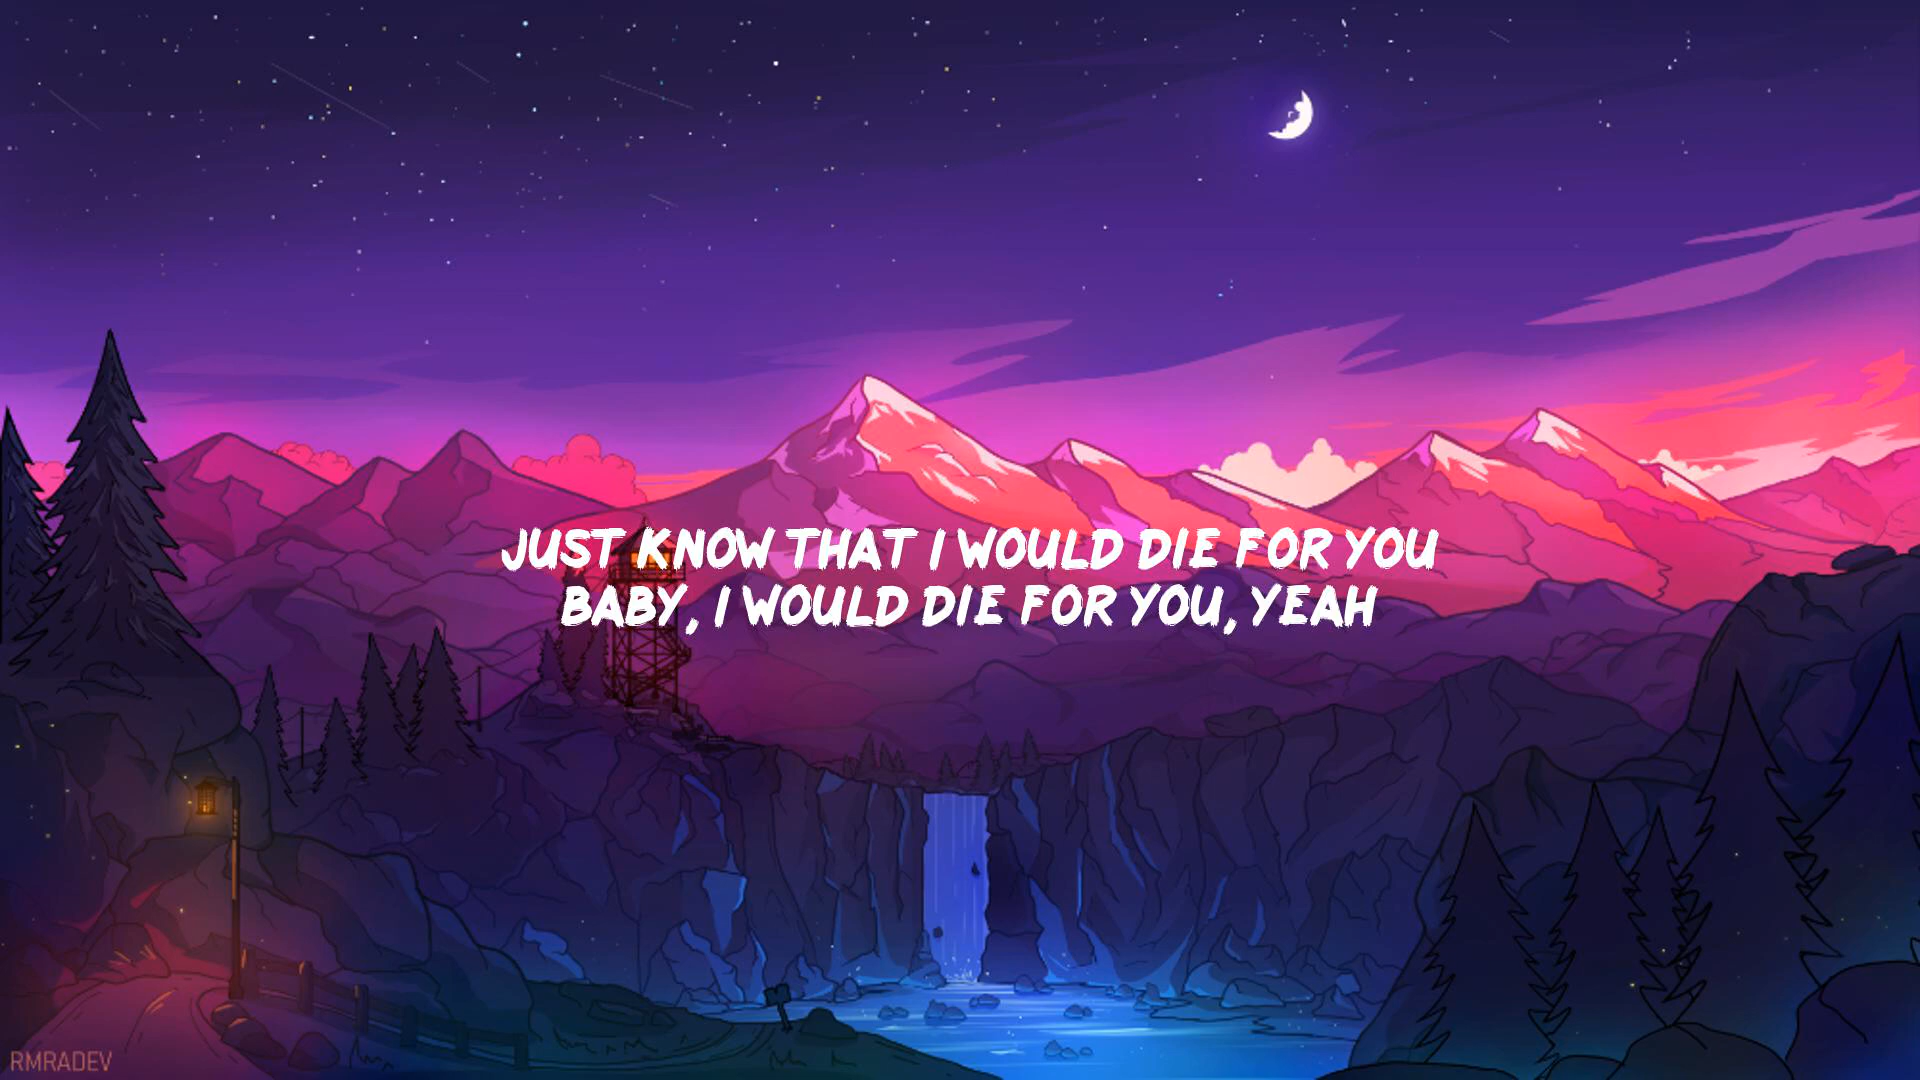 JUST KNOW THAT I WOULD DIE FOR YOU
BABY, I WOULD DIE FOR YOU, YEAH
RMRADEV